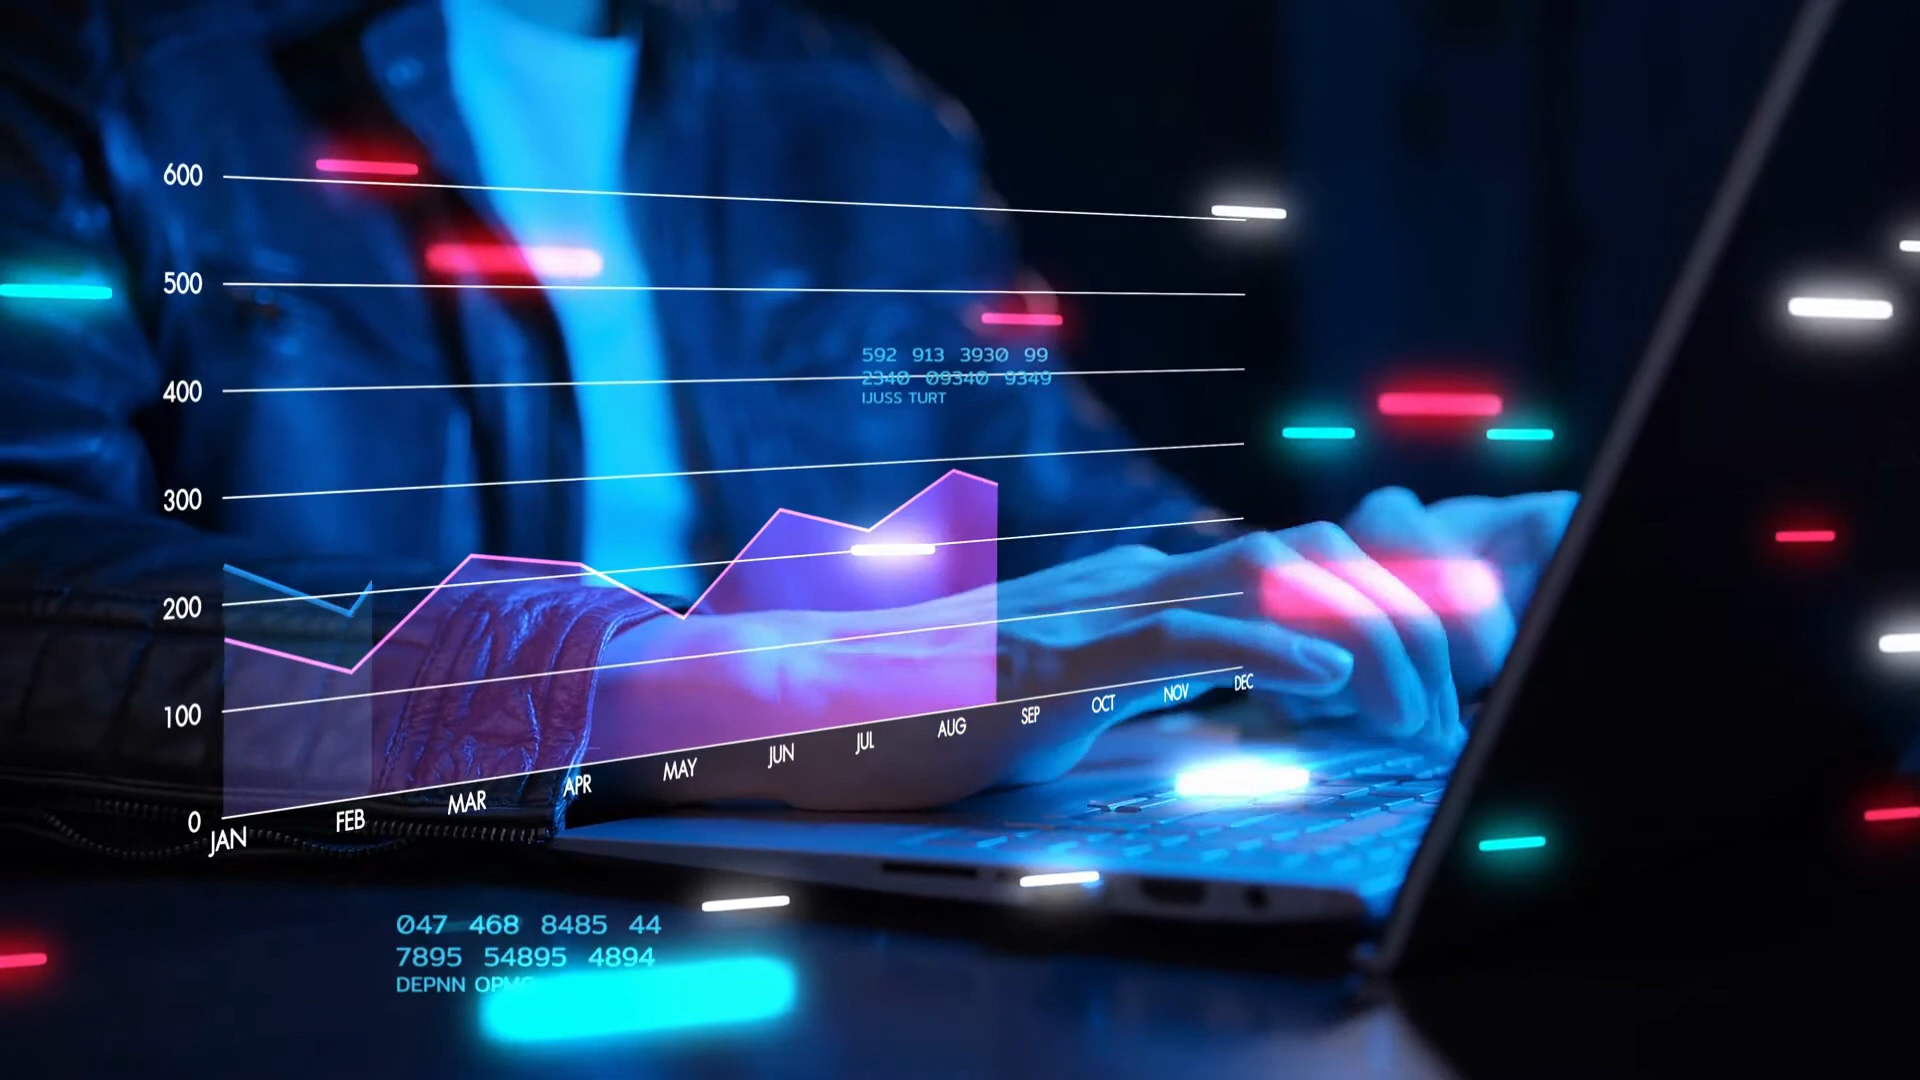 600
500
592 913 3930 99
2340 09340 9349
IJUSS TURT
400
300
200
100
0
JAN FEB MAR APR MAY JUN JUL AUG SEP OCT NOV DEC
047 468 8485 44
7895 54895 4894
DEPNN